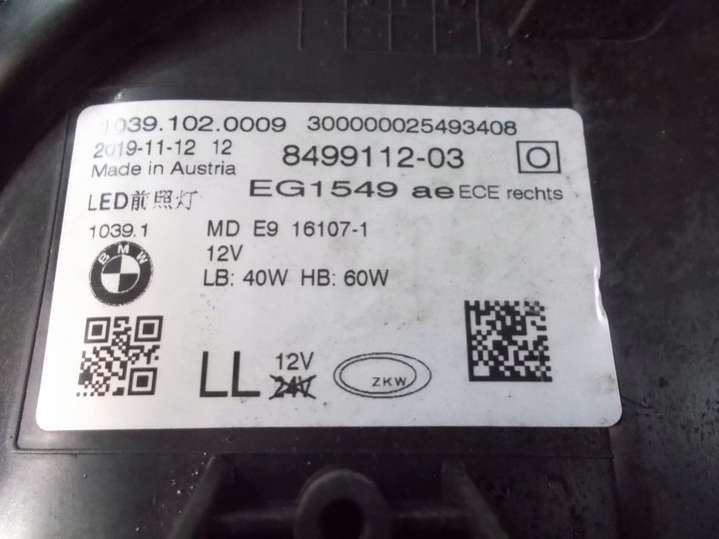 1039.102.0009 300000025493408
2019-11-12 12 8499112-03 O
Made in Austria
LED前照灯 EG1549 ae ECE rechts
1039.1 MD E9 16107-1
12V
BMW
LB: 40W HB: 60W
LL 12V
24V
ZKW